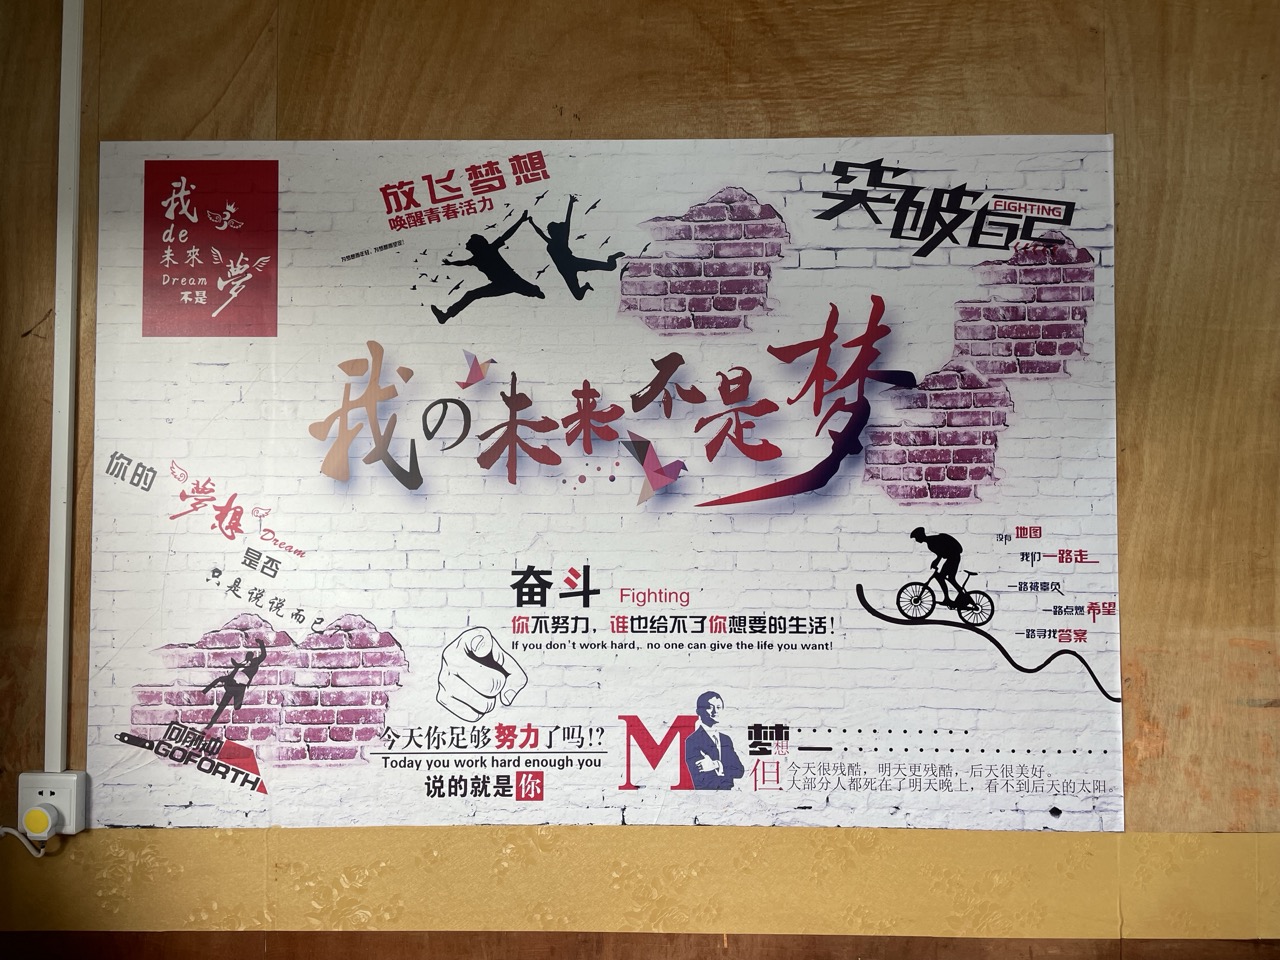 我
de
未來
Dream
不是
夢
放飞梦想
唤醒青春活力
突破自己
FIGHTING
我の未来不是梦
你的
夢想
Dream
是否
只是说说而已
没有地图
我们一路走
一路被辜负
一路点燃希望
一路寻找答案
奋斗 Fighting
你不努力，谁也给不了你想要的生活！
If you don't work hard,. no one can give the life you want!
向前冲
GOFORTH
今天你足够努力了吗!?
Today you work hard enough you
说的就是你
M
梦想
但
今天很残酷，明天更残酷，后天很美好。
大部分人都死在了明天晚上，看不到后天的太阳。